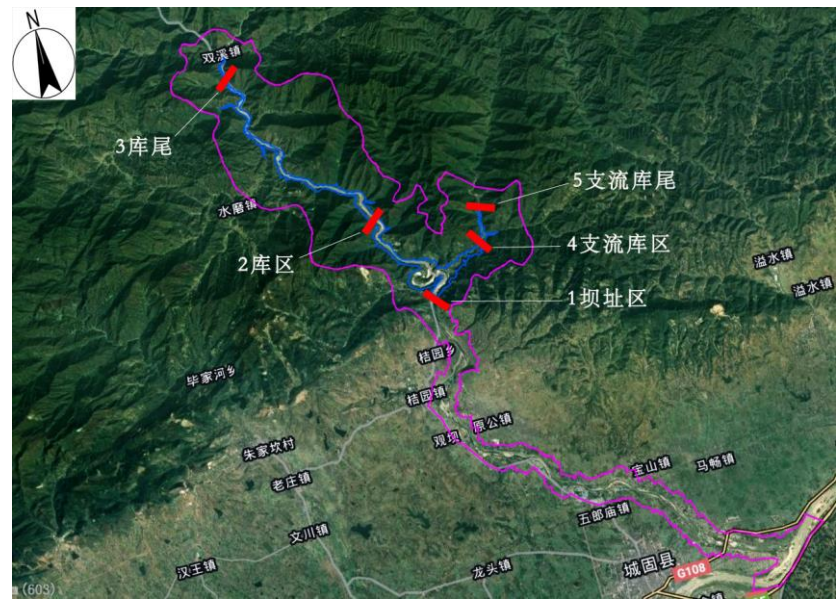 N
双溪镇
3库尾
5支流库尾
水磨镇
2库区
4支流库区
溢水镇
溢水镇
1坝址区
桔园乡
毕家河乡
桔园镇
原公镇
观坝
朱家坎村
宝山镇
马畅镇
老庄镇
五郎庙镇
文川镇
城固县
汉王镇
龙头镇
G108
(603)